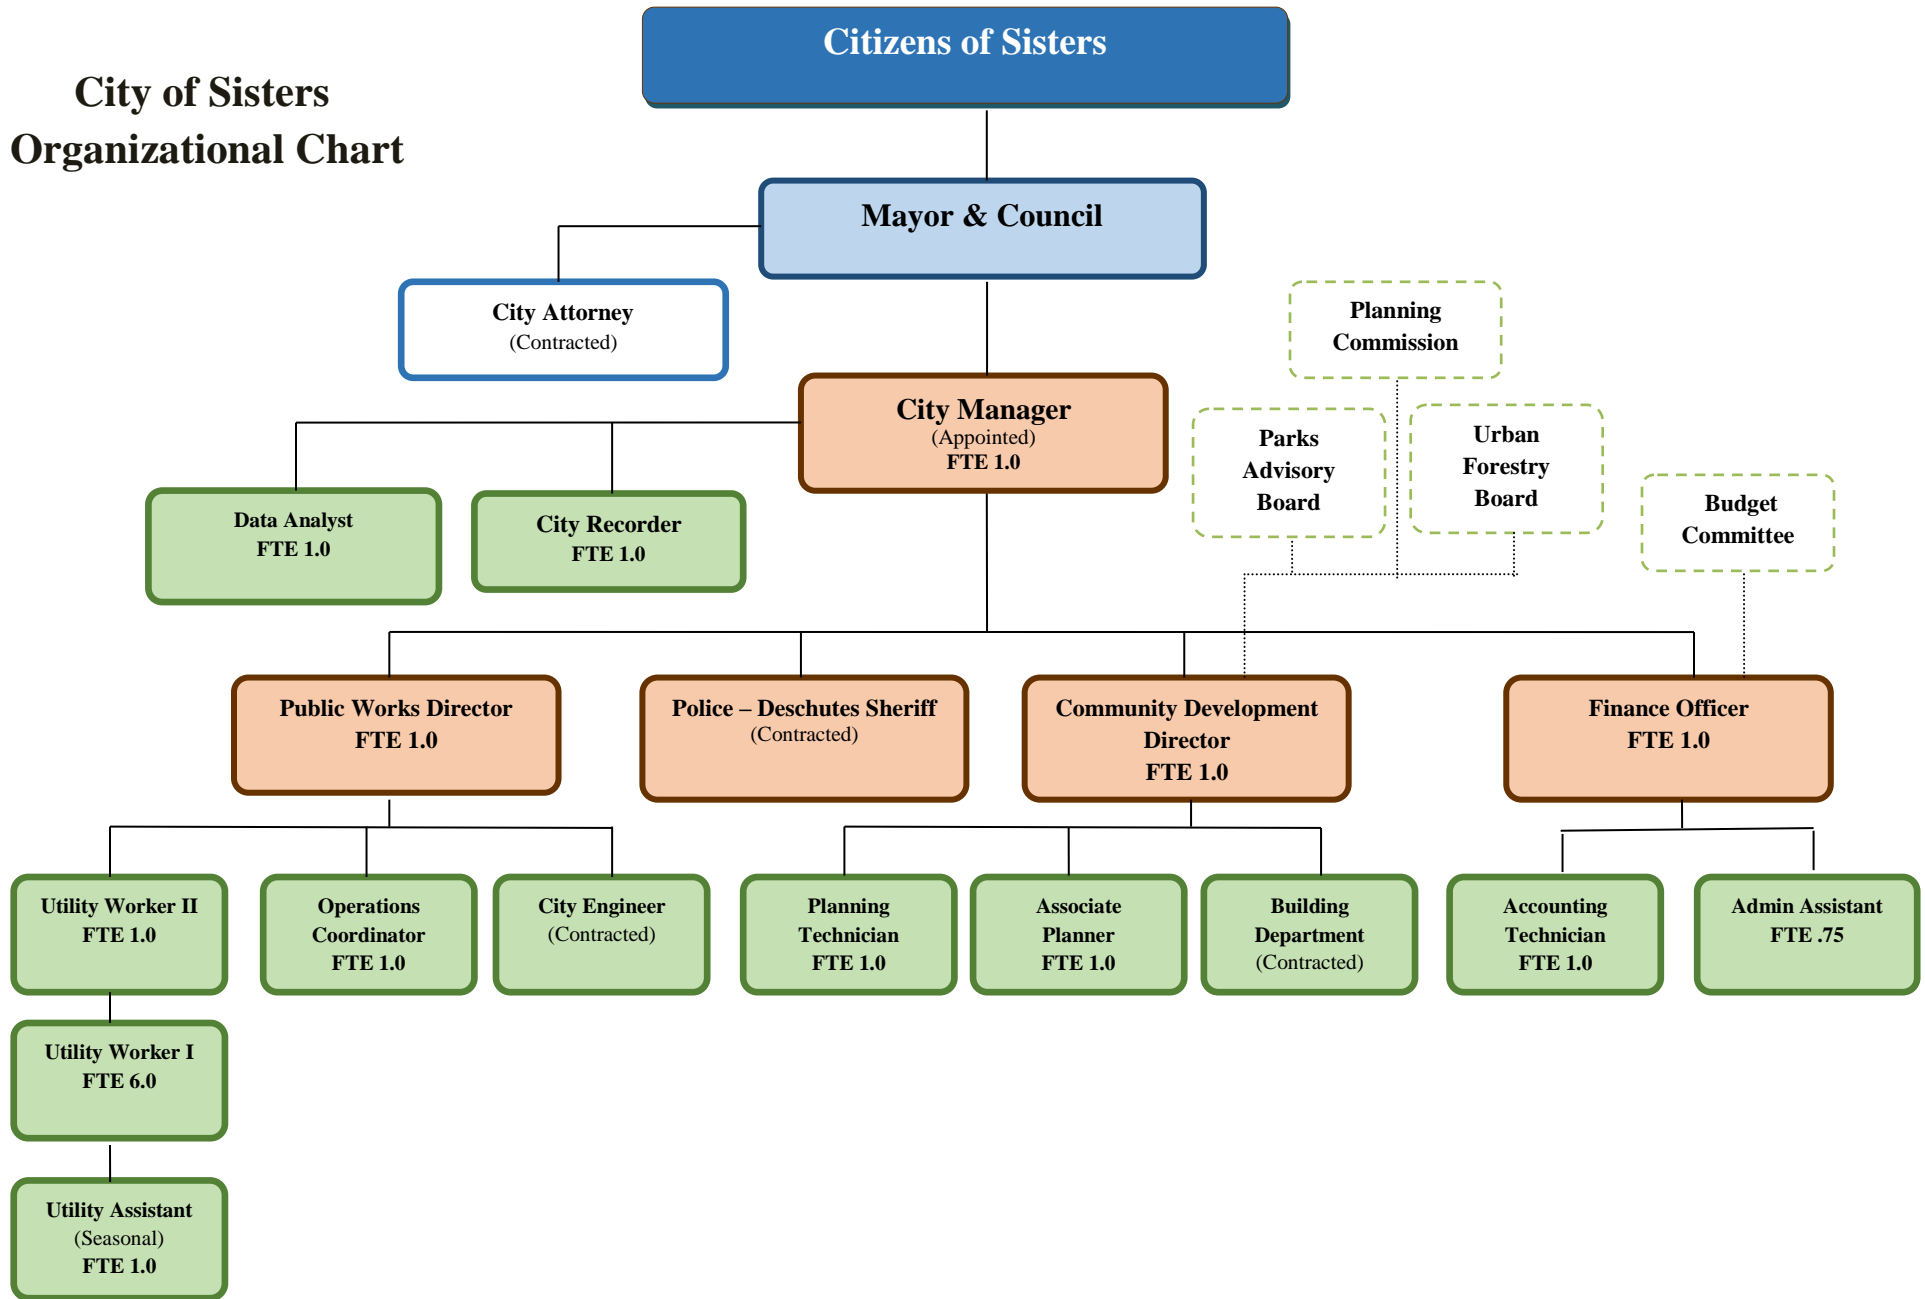 Citizens of Sisters
City of Sisters
Organizational Chart
Mayor & Council
City Attorney
(Contracted)
Planning
Commission
City Manager
(Appointed)
FTE 1.0
Parks
Advisory
Board
Urban
Forestry
Board
Budget
Committee
Data Analyst
FTE 1.0
City Recorder
FTE 1.0
Public Works Director
FTE 1.0
Police – Deschutes Sheriff
(Contracted)
Community Development
Director
FTE 1.0
Finance Officer
FTE 1.0
Utility Worker II
FTE 1.0
Operations
Coordinator
FTE 1.0
City Engineer
(Contracted)
Planning
Technician
FTE 1.0
Associate
Planner
FTE 1.0
Building
Department
(Contracted)
Accounting
Technician
FTE 1.0
Admin Assistant
FTE .75
Utility Worker I
FTE 6.0
Utility Assistant
(Seasonal)
FTE 1.0